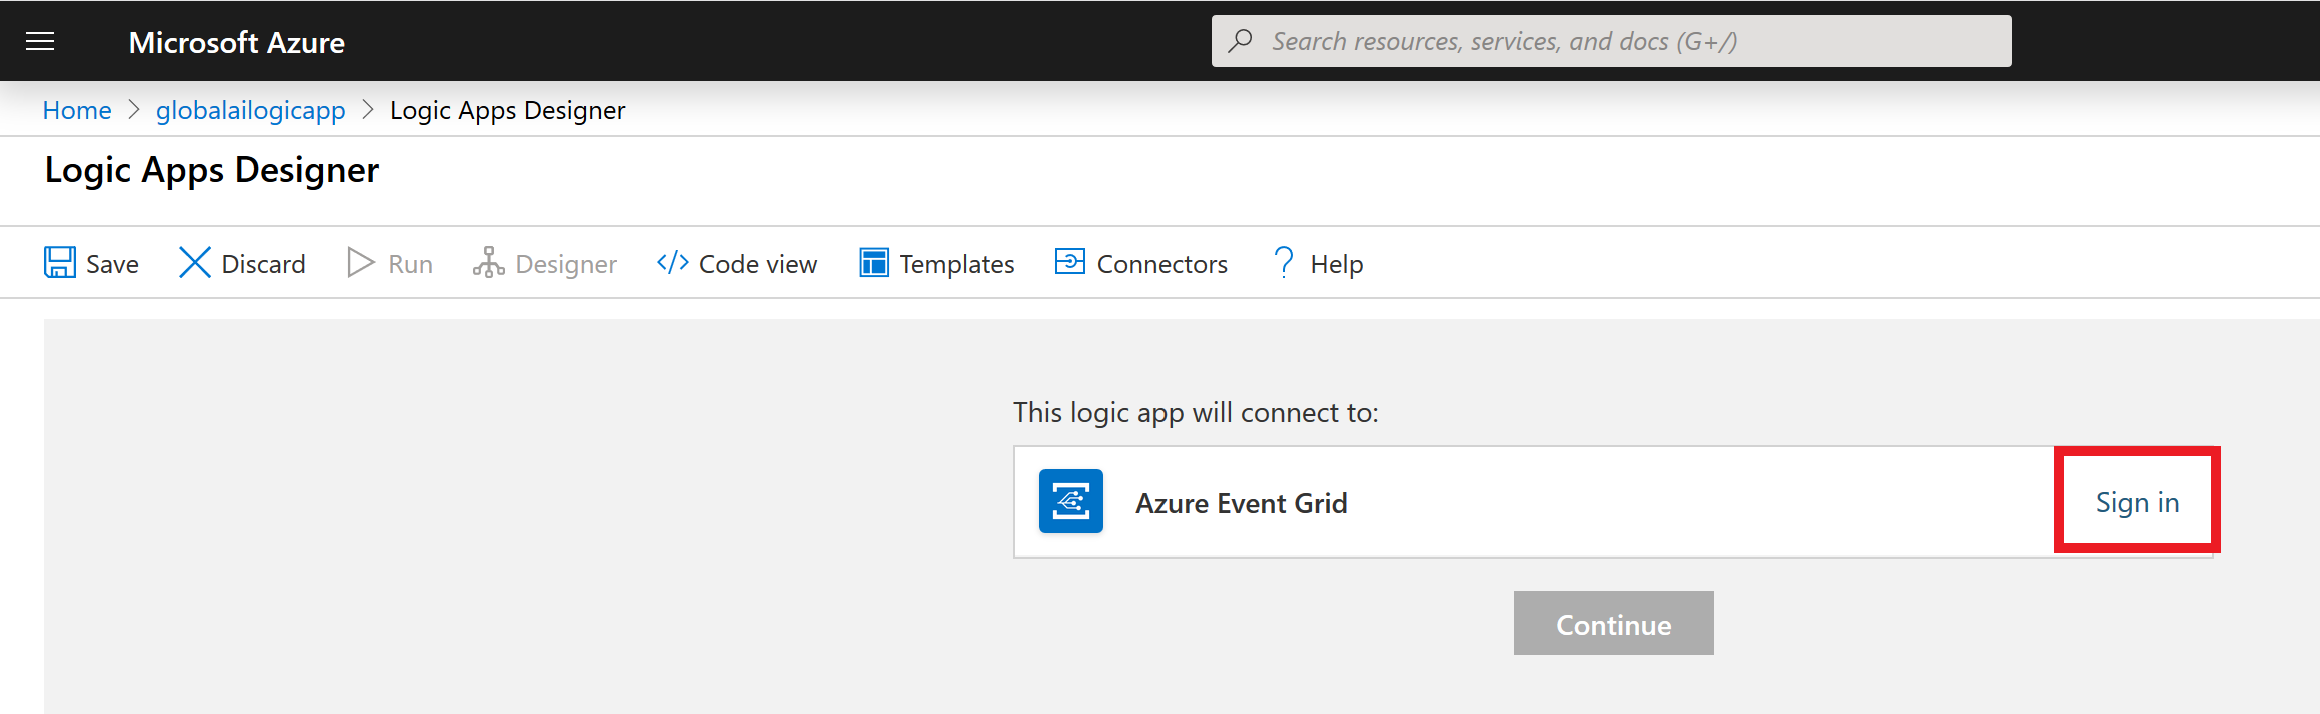 Microsoft Azure
Search resources, services, and docs (G+/)
Home > globalailogicapp > Logic Apps Designer
Logic Apps Designer
Save Discard Run Designer </> Code view Templates Connectors ? Help
This logic app will connect to:
Azure Event Grid Sign in
Continue